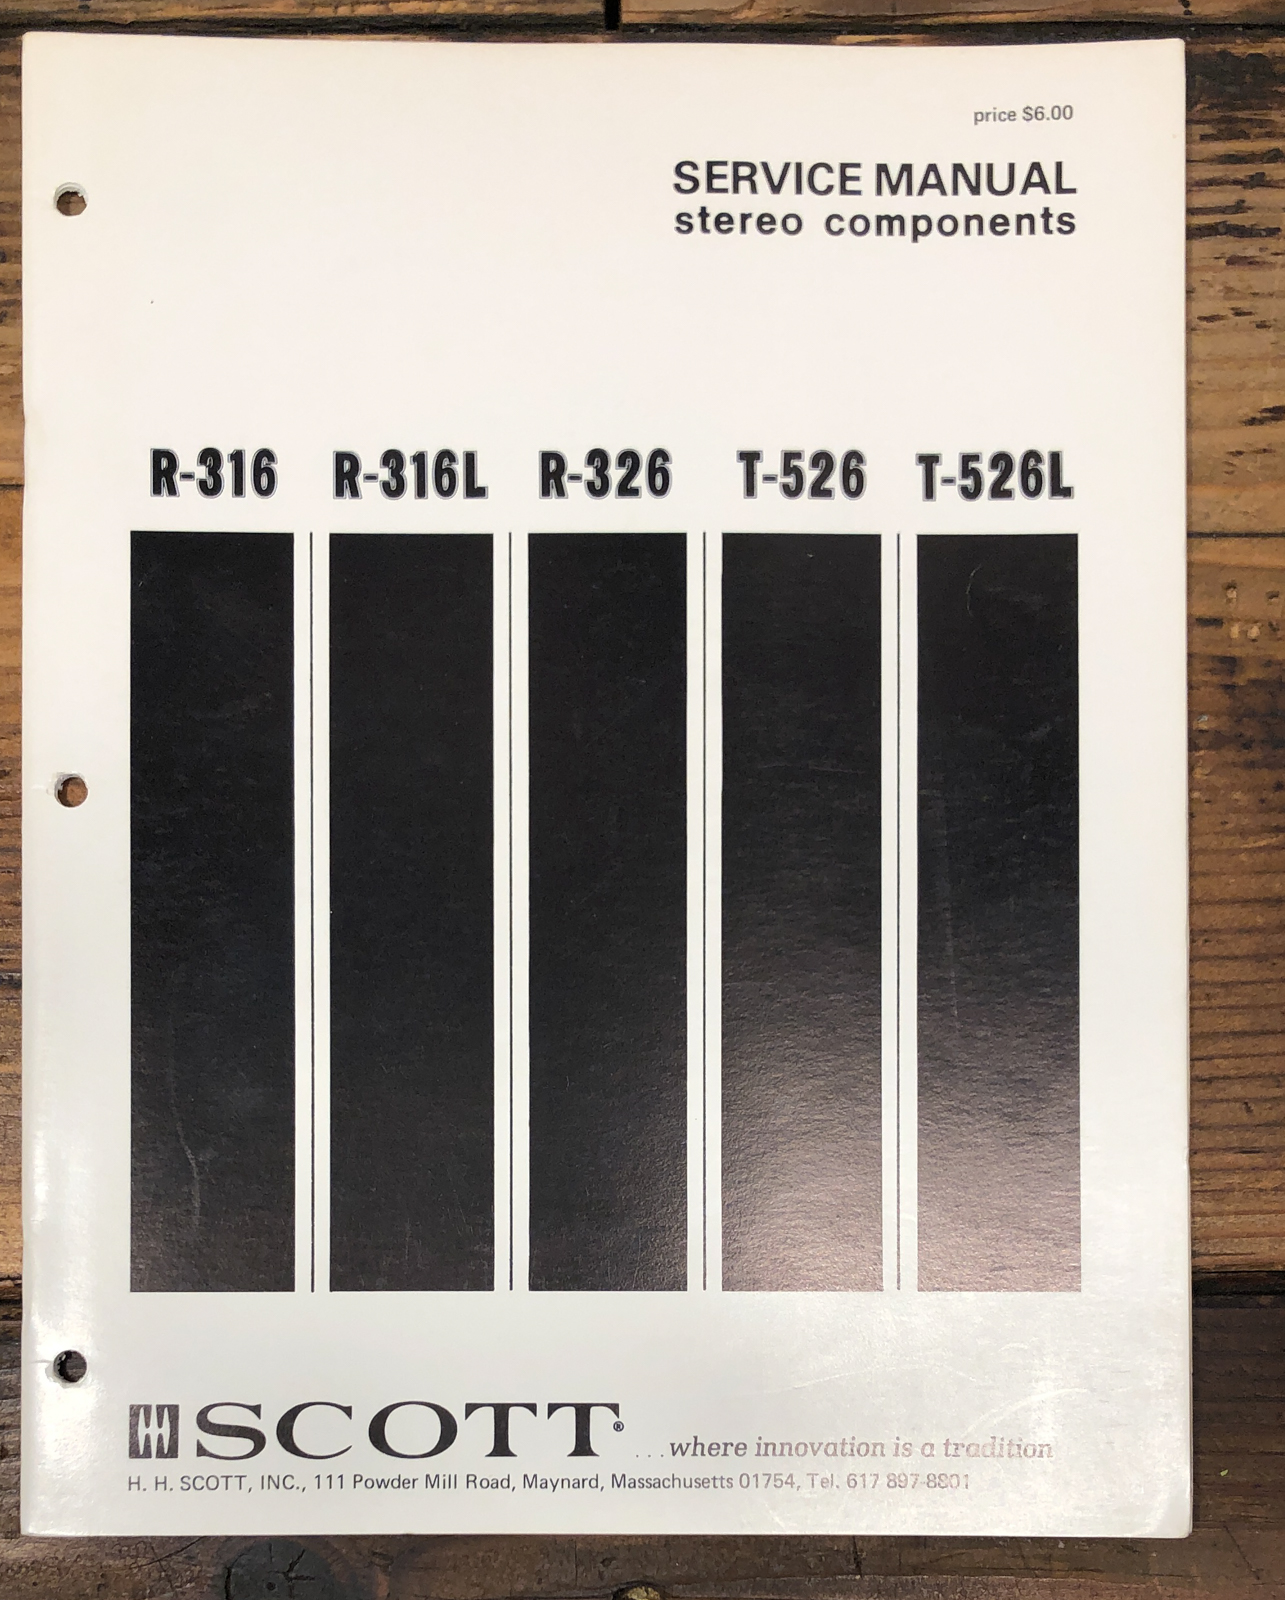 price $6.00
SERVICE MANUAL
stereo components
R-316 R-316L R-326 T-526 T-526L
HH SCOTT® ...where innovation is a tradition
H. H. SCOTT, INC., 111 Powder Mill Road, Maynard, Massachusetts 01754, Tel. 617 897-8801